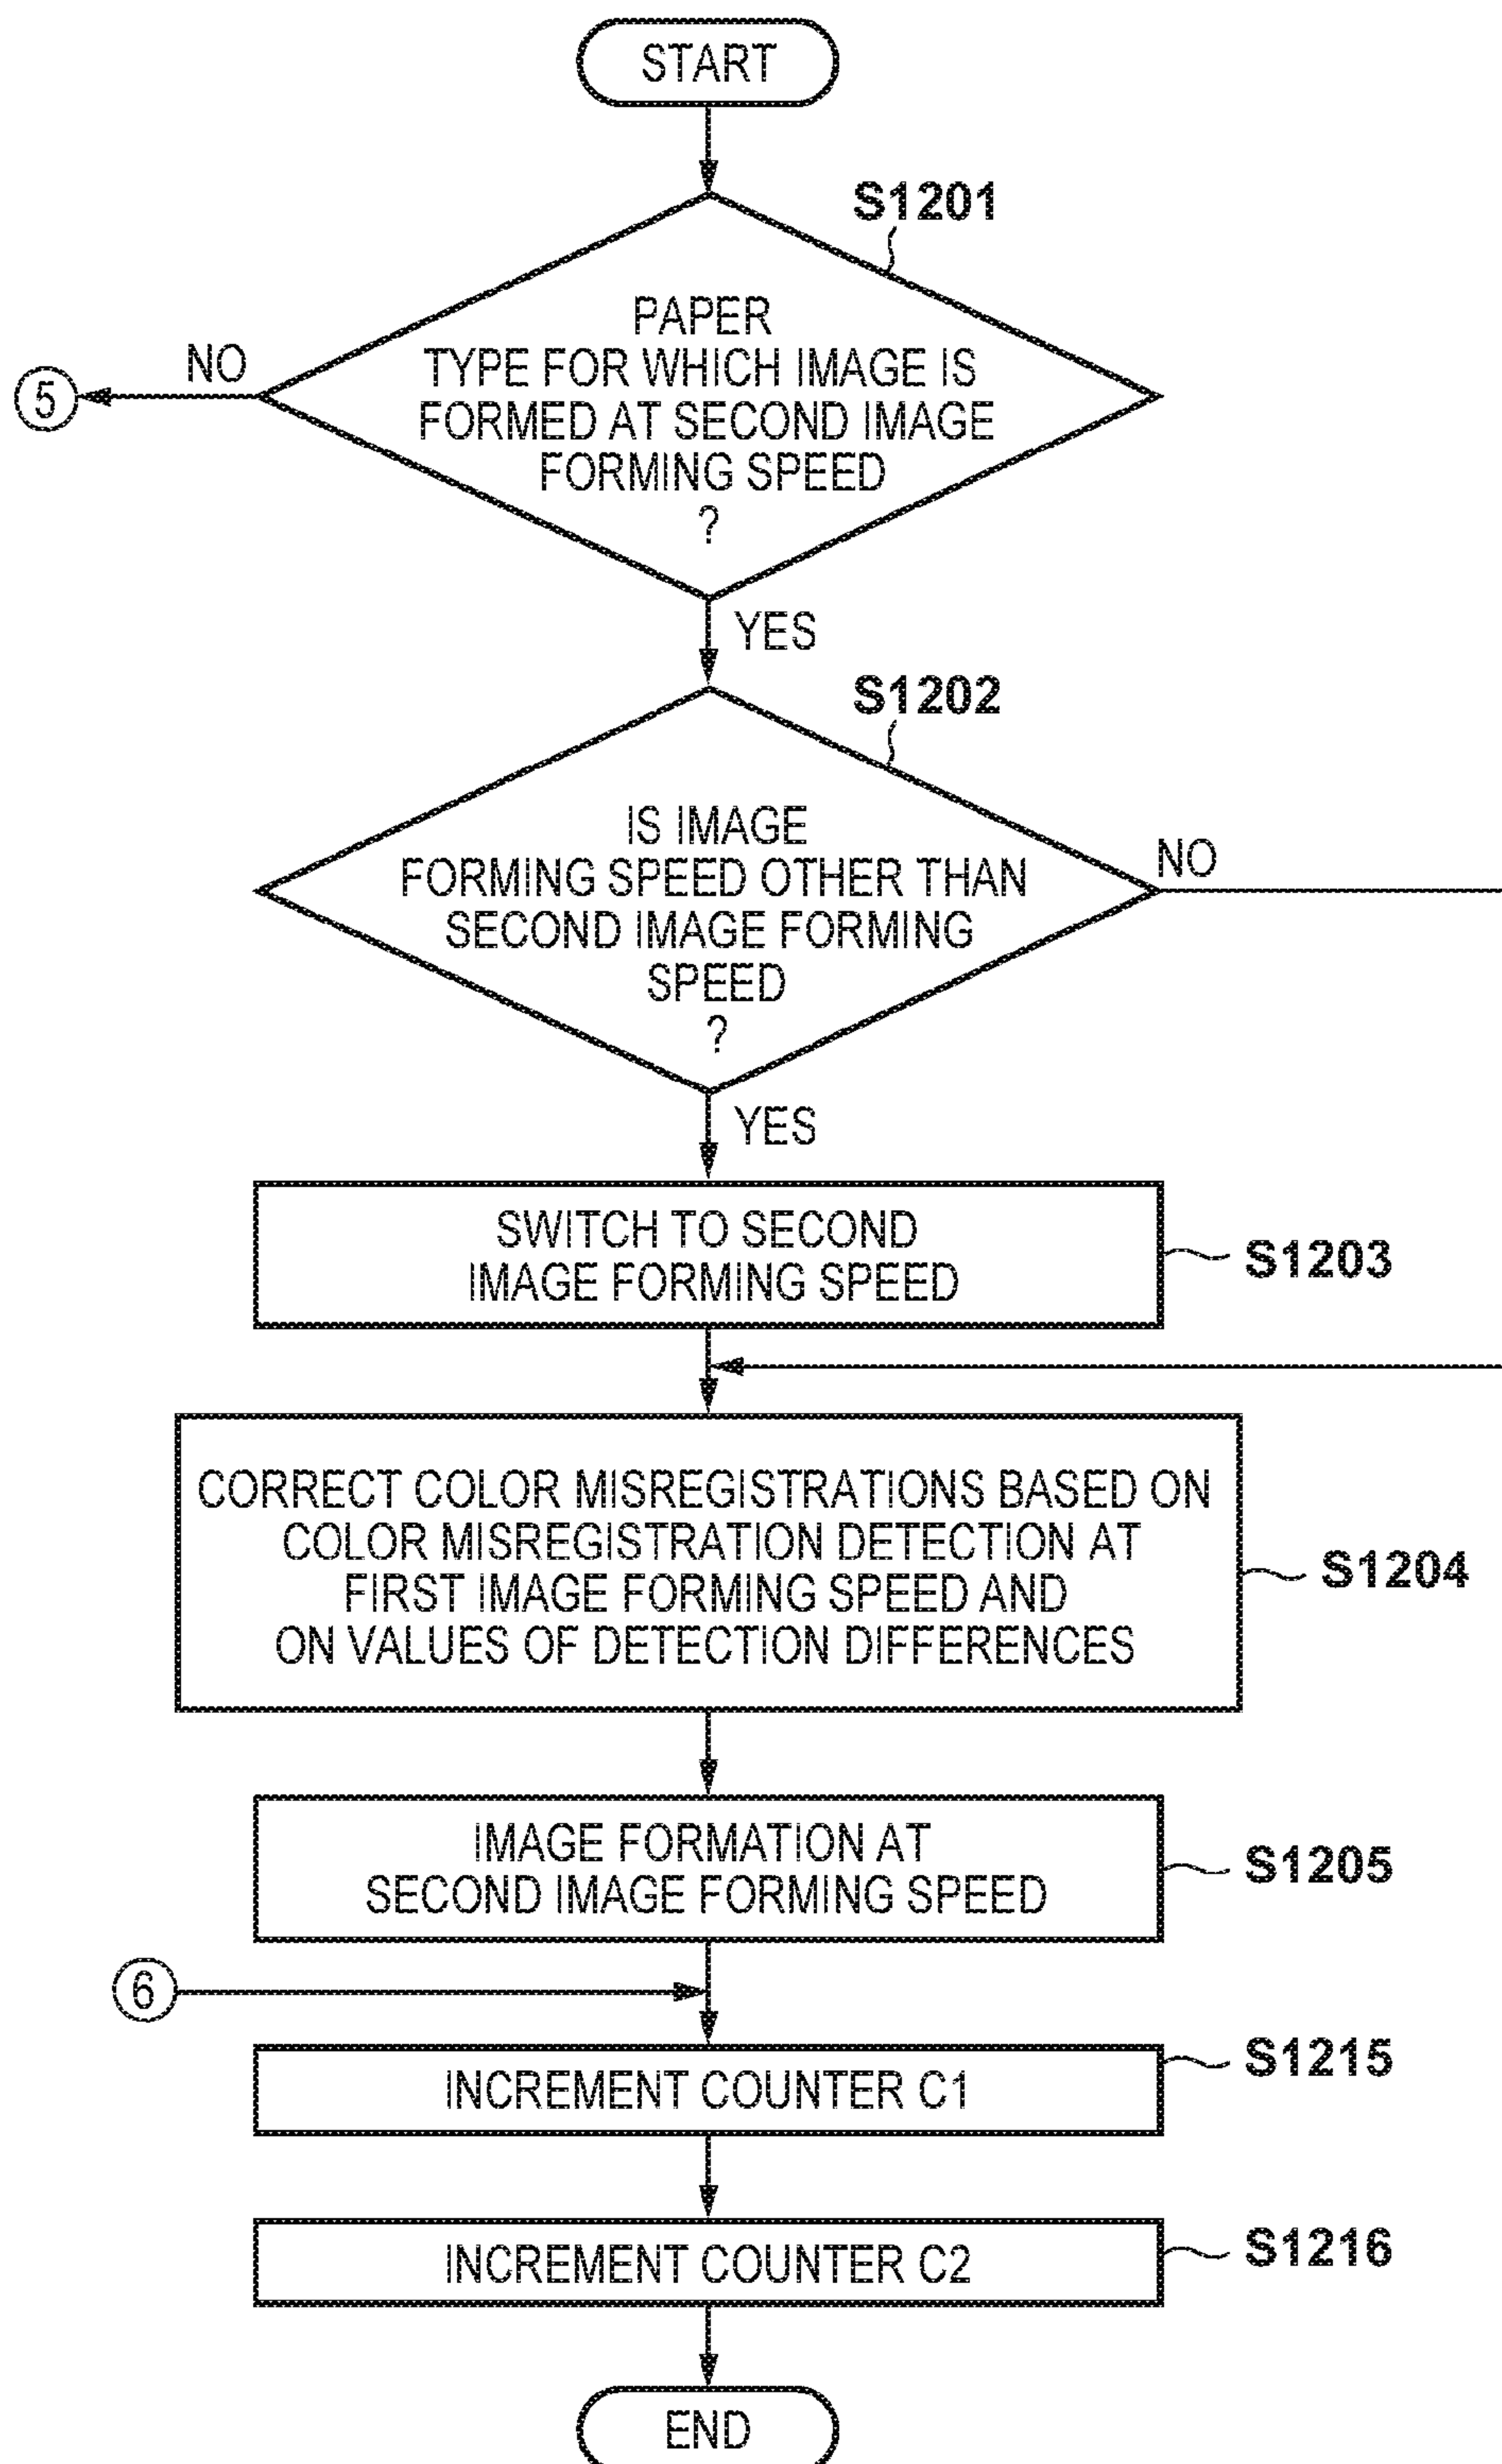 START
S1201
PAPER
TYPE FOR WHICH IMAGE IS
FORMED AT SECOND IMAGE
FORMING SPEED
?
NO
5
YES
S1202
IS IMAGE
FORMING SPEED OTHER THAN
SECOND IMAGE FORMING
SPEED
?
NO
YES
SWITCH TO SECOND
IMAGE FORMING SPEED
S1203
CORRECT COLOR MISREGISTRATIONS BASED ON
COLOR MISREGISTRATION DETECTION AT
FIRST IMAGE FORMING SPEED AND
ON VALUES OF DETECTION DIFFERENCES
S1204
IMAGE FORMATION AT
SECOND IMAGE FORMING SPEED
S1205
6
INCREMENT COUNTER C1
S1215
INCREMENT COUNTER C2
S1216
END